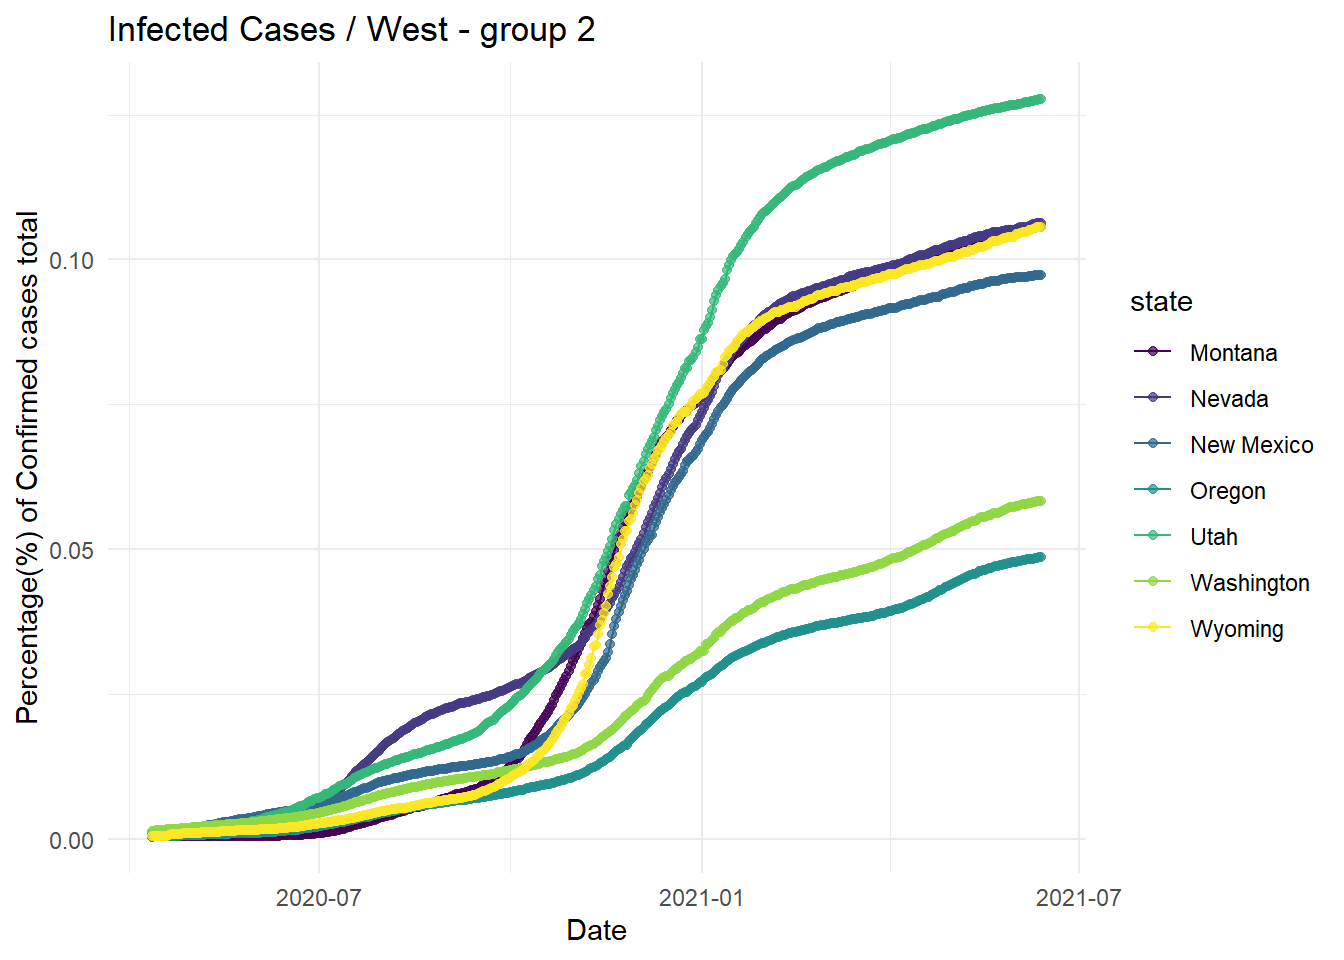 Infected Cases / West - group 2
Percentage(%) of Confirmed cases total
0.10
0.05
0.00
2020-07
2021-01
2021-07
Date
state
Montana
Nevada
New Mexico
Oregon
Utah
Washington
Wyoming